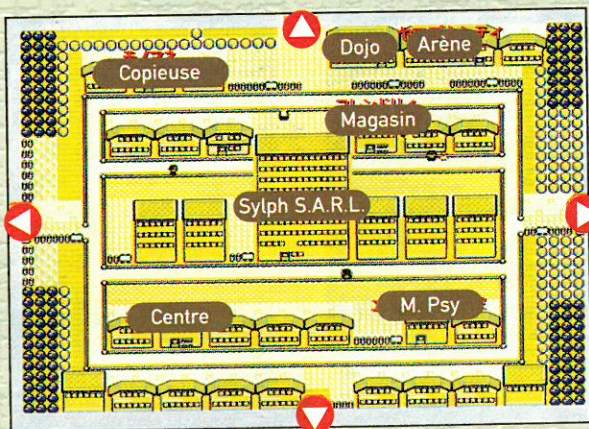 Dojo
Arène
Copieuse
Magasin
Sylph S.A.R.L.
Centre
M. Psy